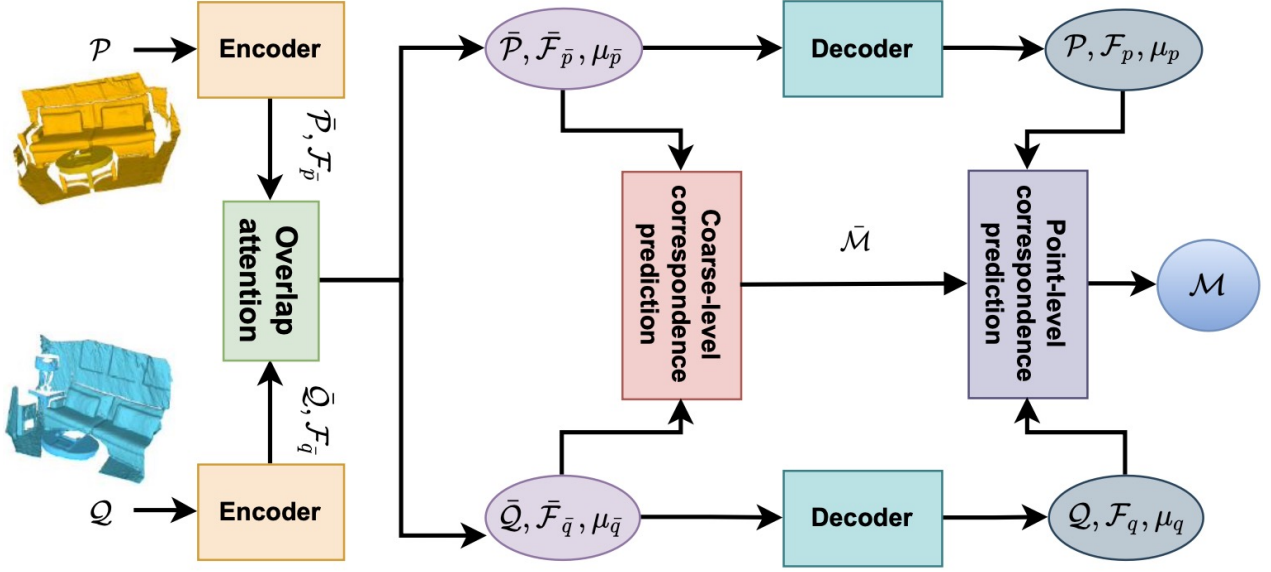 𝒫
Encoder
𝒫̄, ℱ_p̄
Overlap
attention
𝒬̄, ℱ_q̄
𝒬
Encoder
𝒫̄, ℱ̄_p̄, μ_p̄
Decoder
𝒫, ℱ_p, μ_p
Coarse-level
correspondence
prediction
ℳ̄
Point-level
correspondence
prediction
ℳ
𝒬̄, ℱ̄_q̄, μ_q̄
Decoder
𝒬, ℱ_q, μ_q